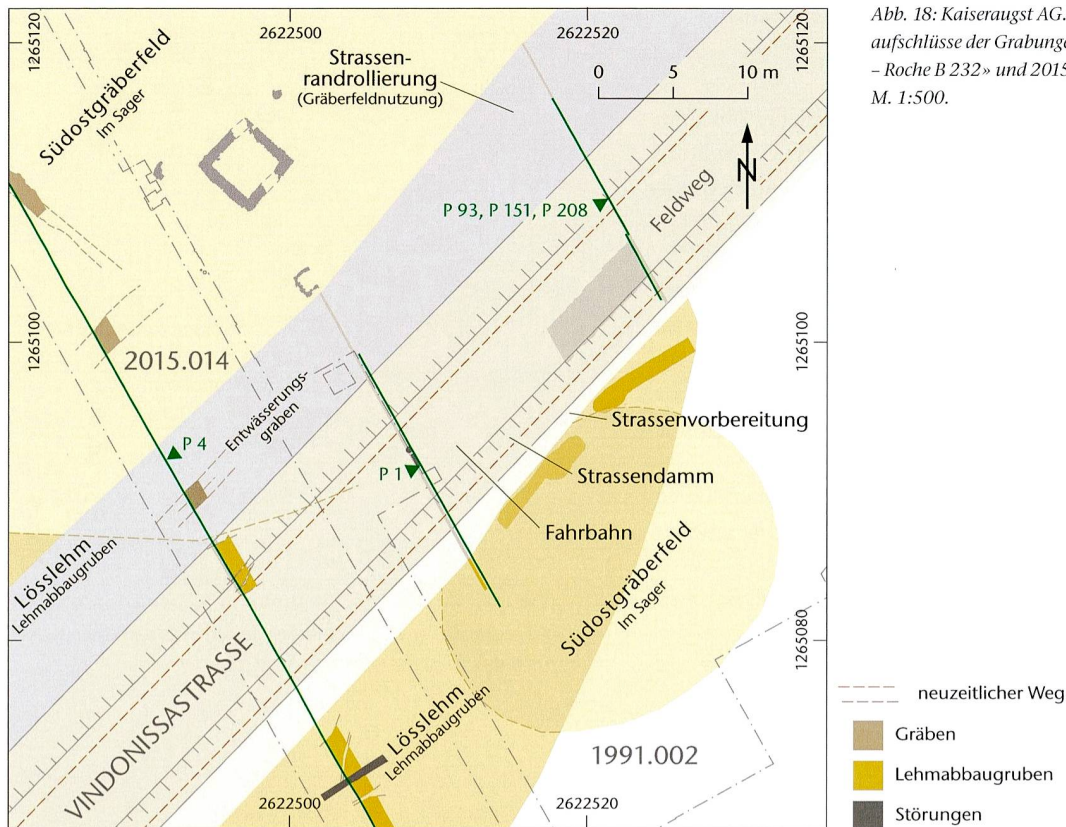 2622500
2622520
1265120
1265120
Abb. 18: Kaiseraugst AG.
aufschlüsse der Grabunge
– Roche B 232» und 2015
M. 1:500.
Südostgräberfeld
Im Sager
Strassen-
randrollierung
(Gräberfeldnutzung)
0 5 10 m
N
P 93, P 151, P 208
Feldweg
1265100
1265100
2015.014
Entwässerungs-
graben
P 4
P 1
Strassenvorbereitung
Strassendamm
Fahrbahn
Lösslehm
Lehmabbaugruben
Südostgräberfeld
Im Sager
1265080
VINDONISSASTRASSE
Lösslehm
Lehmabbaugruben
1991.002
2622500
2622520
neuzeitlicher Weg
Gräben
Lehmabbaugruben
Störungen